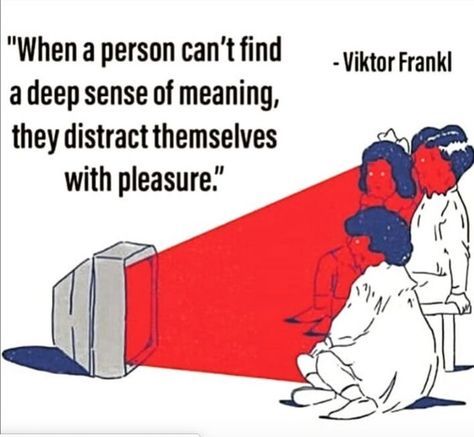 "When a person can't find
a deep sense of meaning,
they distract themselves
with pleasure."
- Viktor Frankl